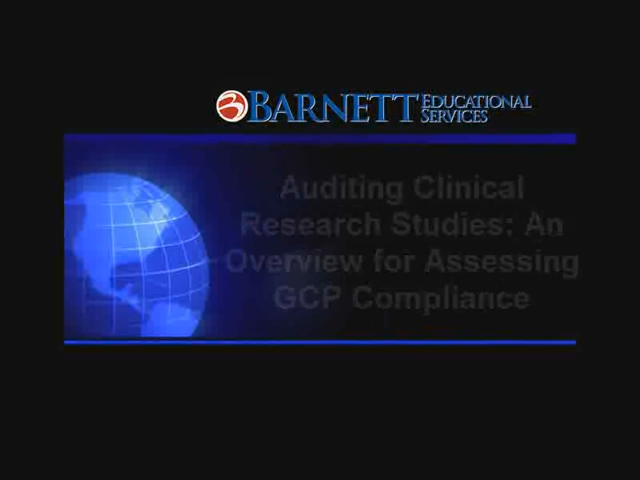 BARNETT EDUCATIONAL
SERVICES
Auditing Clinical
Research Studies: An
Overview for Assessing
GCP Compliance